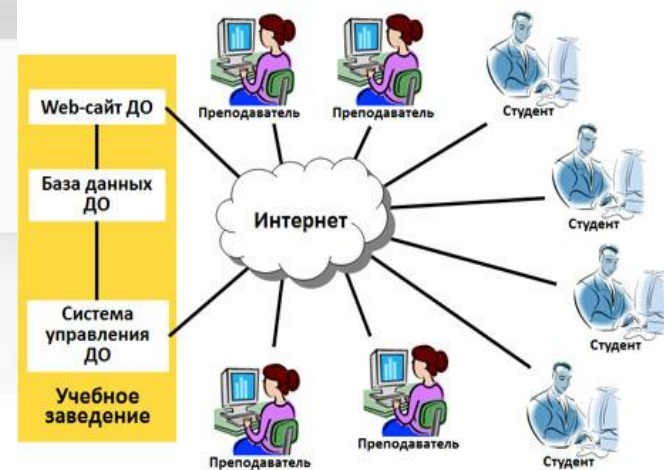 Web-сайт ДО
База данных
ДО
Система
управления
ДО
Учебное
заведение
Интернет
Преподаватель
Преподаватель
Студент
Студент
Студент
Студент
Преподаватель
Преподаватель